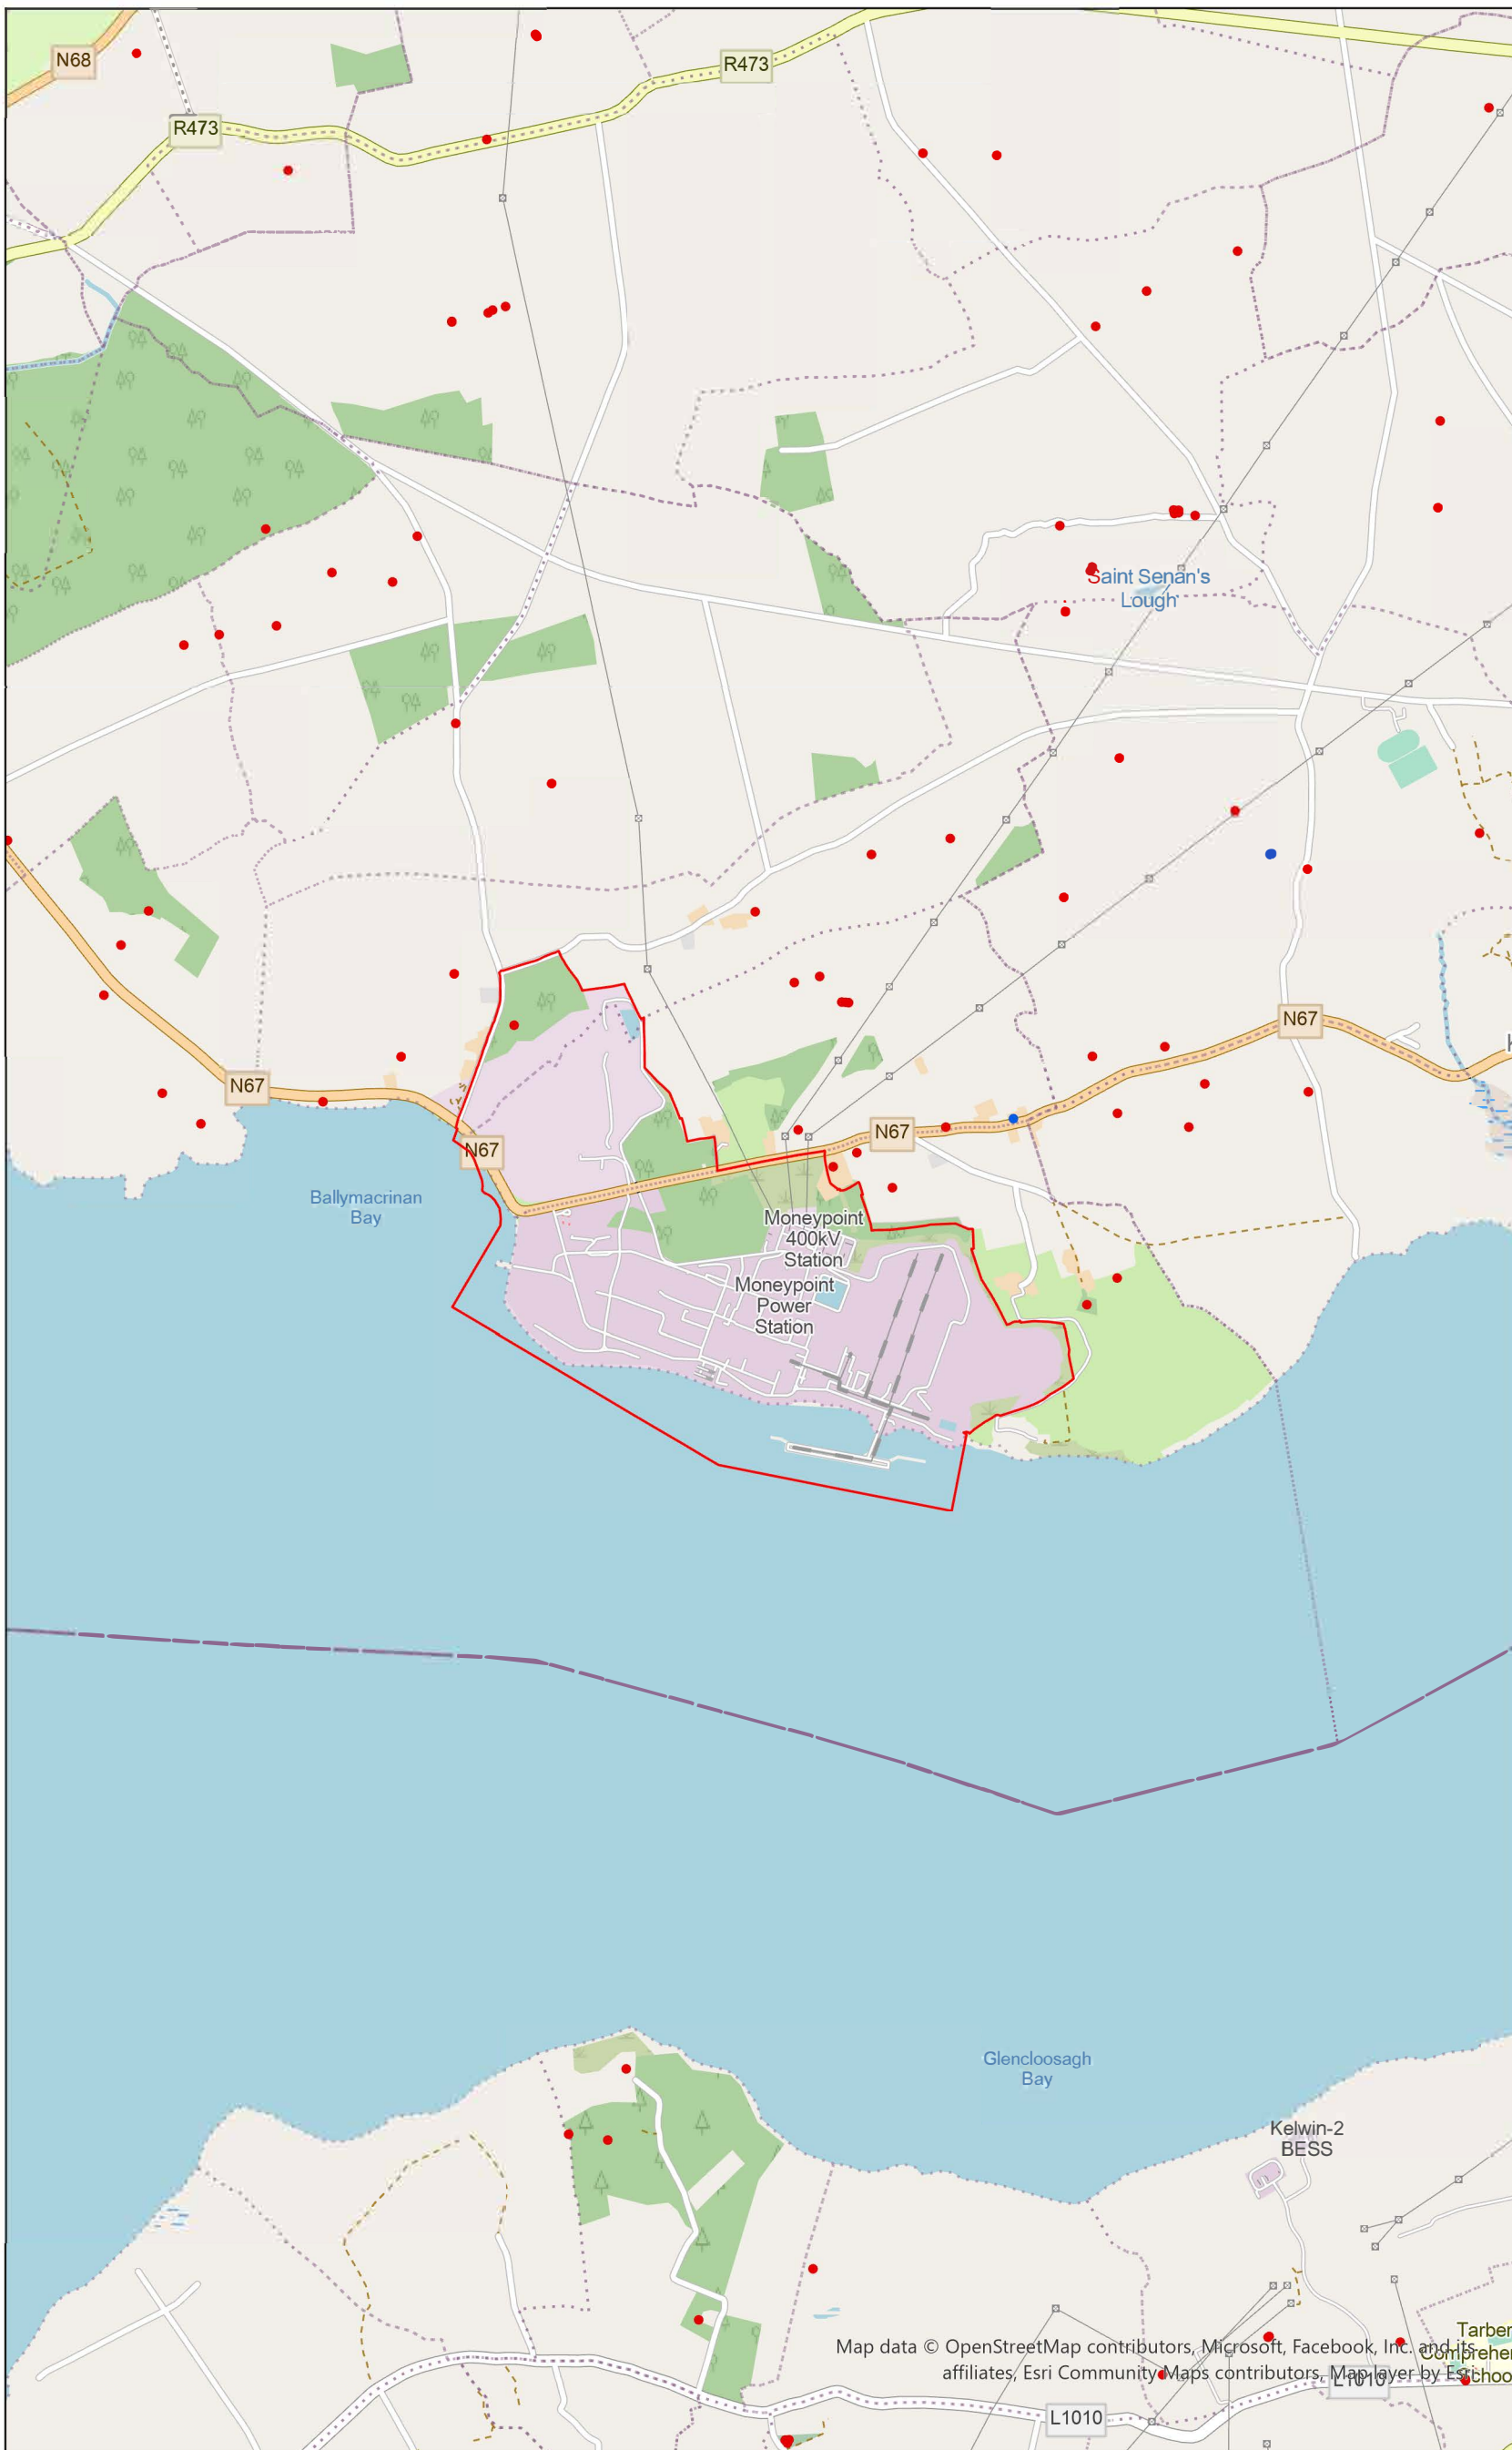 N68
R473
R473
Saint Senan's
Lough
N67
N67
N67
N67
Ballymacrinan
Bay
Moneypoint
400kV
Station
Moneypoint
Power
Station
Glencloosagh
Bay
Kelwin-2
BESS
Map data © OpenStreetMap contributors, Microsoft, Facebook, Inc. and its
affiliates, Esri Community Maps contributors, Map layer by Esri
L1010
L1010